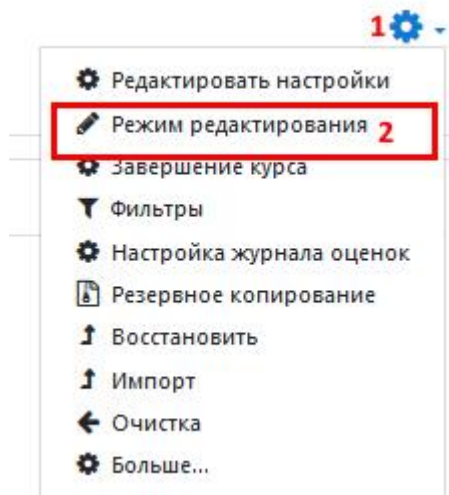 1
Редактировать настройки
Режим редактирования 2
Завершение курса
Фильтры
Настройка журнала оценок
Резервное копирование
Восстановить
Импорт
Очистка
Больше...